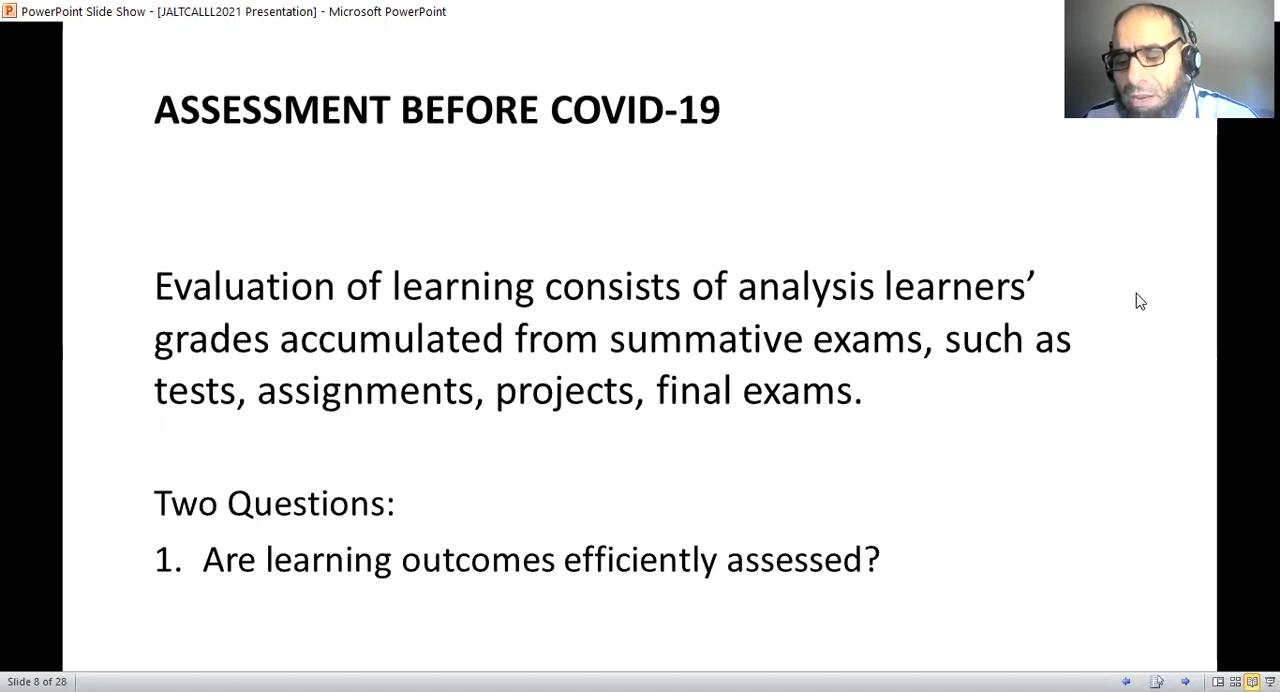 PowerPoint Slide Show - [JALTCALLL2021 Presentation] - Microsoft PowerPoint
ASSESSMENT BEFORE COVID-19
Evaluation of learning consists of analysis learners’
grades accumulated from summative exams, such as
tests, assignments, projects, final exams.
Two Questions:
1. Are learning outcomes efficiently assessed?
Slide 8 of 28